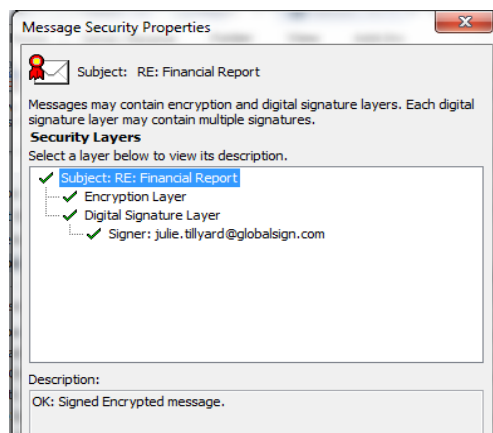 Message Security Properties
Subject: RE: Financial Report
Messages may contain encryption and digital signature layers. Each digital
signature layer may contain multiple signatures.
Security Layers
Select a layer below to view its description.
Subject: RE: Financial Report
Encryption Layer
Digital Signature Layer
Signer: julie.tillyard@globalsign.com
Description:
OK: Signed Encrypted message.